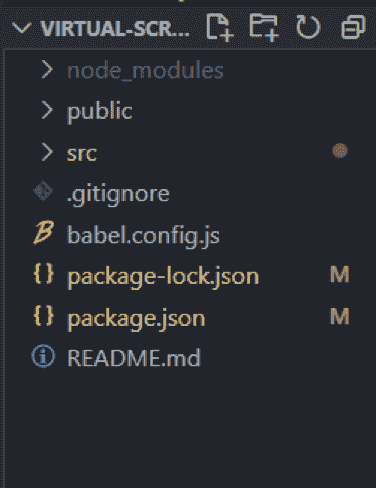 VIRTUAL-SCR...
node_modules
public
src
.gitignore
babel.config.js
package-lock.json M
package.json M
README.md